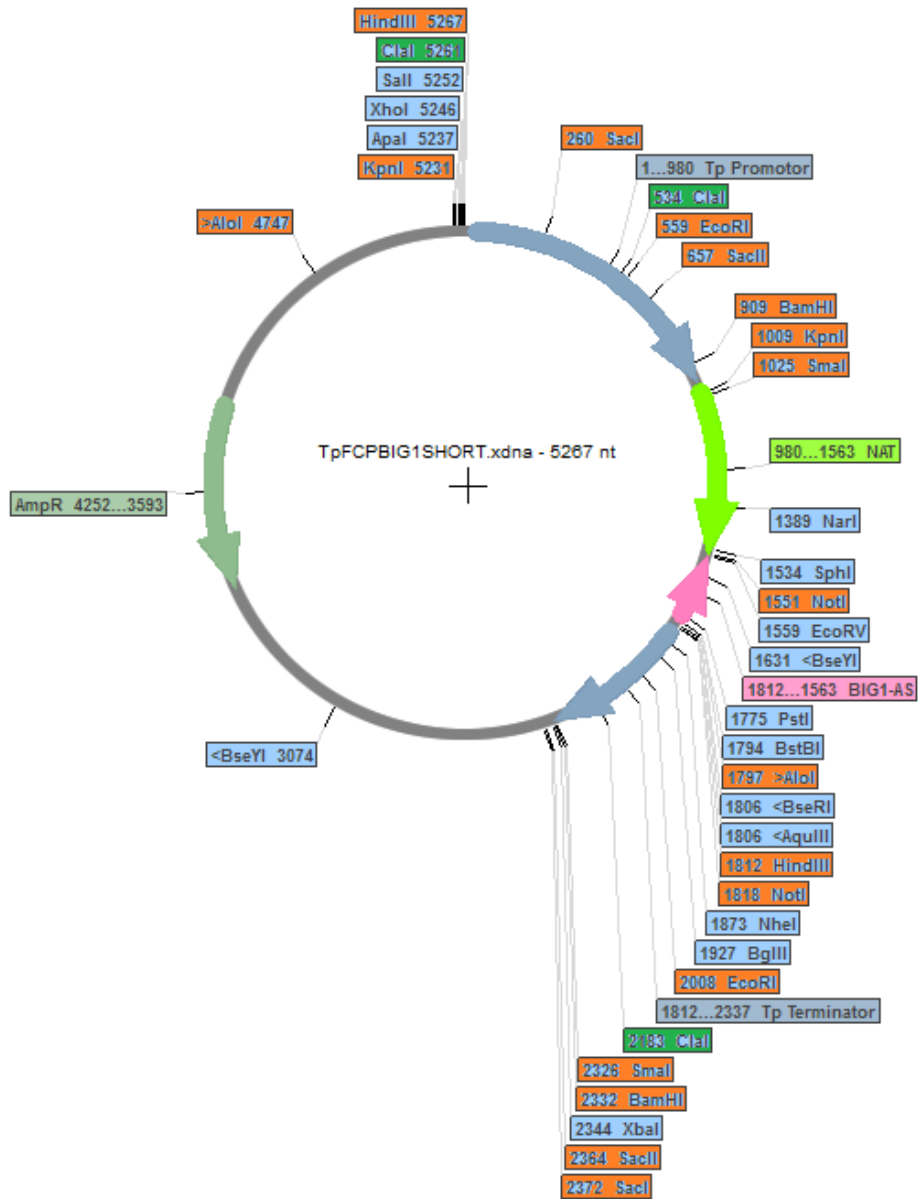 HindIII 5267
ClaI 5261
SalI 5252
XhoI 5246
ApaI 5237
KpnI 5231
>AloI 4747
260 SacI
1...980 Tp Promotor
534 ClaI
559 EcoRI
657 SacII
909 BamHI
1009 KpnI
1025 SmaI
TpFCPBIG1SHORT.xdna - 5267 nt
980...1563 NAT
AmpR 4252...3593
1389 NarI
1534 SphI
1551 NotI
1559 EcoRV
1631 <BseYI
1812...1563 BIG1-AS
1775 PstI
1794 BstBI
<BseYI 3074
1797 >AloI
1806 <BseRI
1806 <AquIII
1812 HindIII
1818 NotI
1873 NheI
1927 BglII
2008 EcoRI
1812...2337 Tp Terminator
2183 ClaI
2326 SmaI
2332 BamHI
2344 XbaI
2364 SacII
2372 SacI